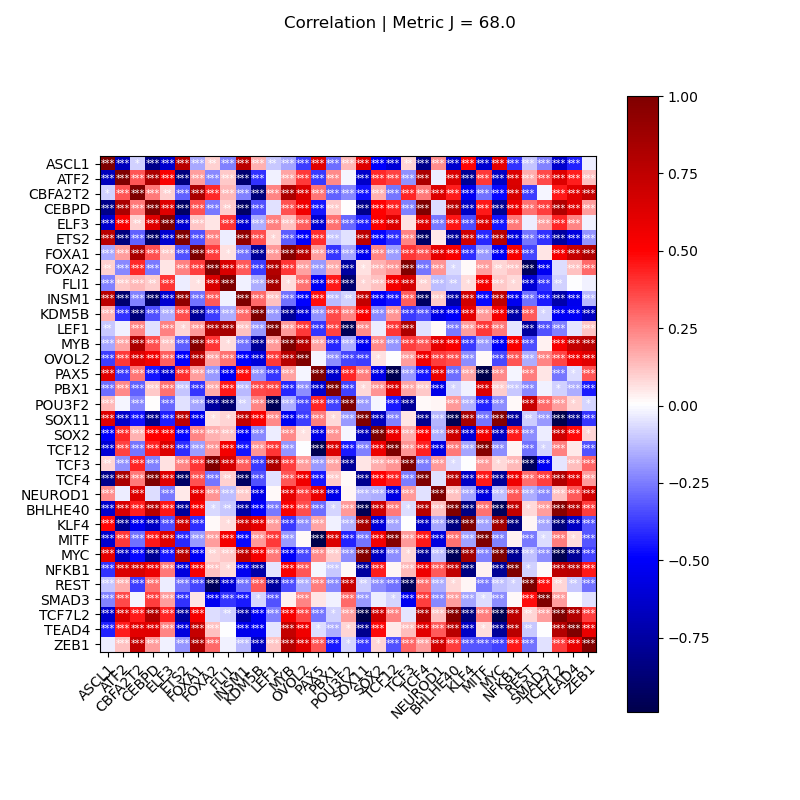 Correlation | Metric J = 68.0
ASCL1
ATF2
CBFA2T2
CEBPD
ELF3
ETS2
FOXA1
FOXA2
FLI1
INSM1
KDM5B
LEF1
MYB
OVOL2
PAX5
PBX1
POU3F2
SOX11
SOX2
TCF12
TCF3
TCF4
NEUROD1
BHLHE40
KLF4
MITF
MYC
NFKB1
REST
SMAD3
TCF7L2
TEAD4
ZEB1
ASCL1
ATF2
CBFA2T2
CEBPD
ELF3
ETS2
FOXA1
FOXA2
FLI1
INSM1
KDM5B
LEF1
MYB
OVOL2
PAX5
PBX1
POU3F2
SOX11
SOX2
TCF12
TCF3
TCF4
NEUROD1
BHLHE40
KLF4
MITF
MYC
NFKB1
REST
SMAD3
TCF7L2
TEAD4
ZEB1
1.00
0.75
0.50
0.25
0.00
−0.25
−0.50
−0.75